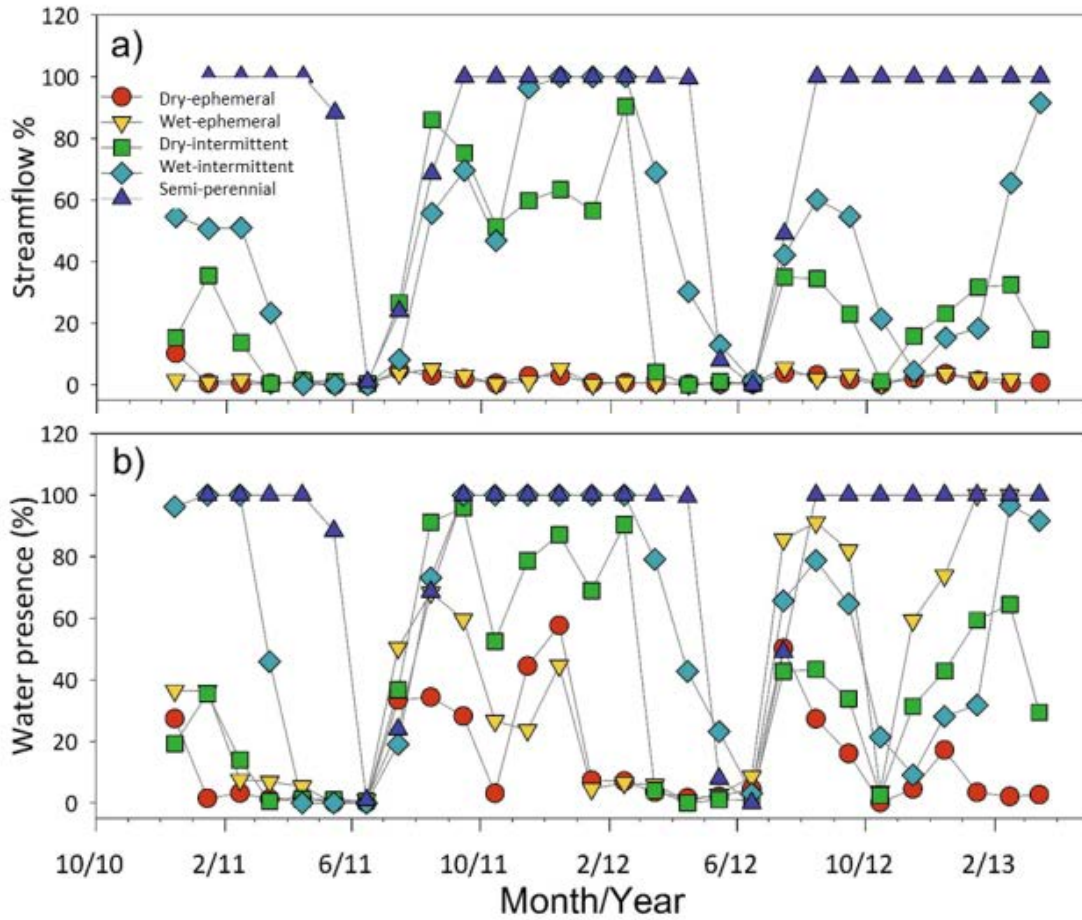 120
a)
100
80
60
40
20
0
Streamflow %
Dry-ephemeral
Wet-ephemeral
Dry-intermittent
Wet-intermittent
Semi-perennial
120
b)
100
80
60
40
20
0
Water presence (%)
10/10 2/11 6/11 10/11 2/12 6/12 10/12 2/13
Month/Year